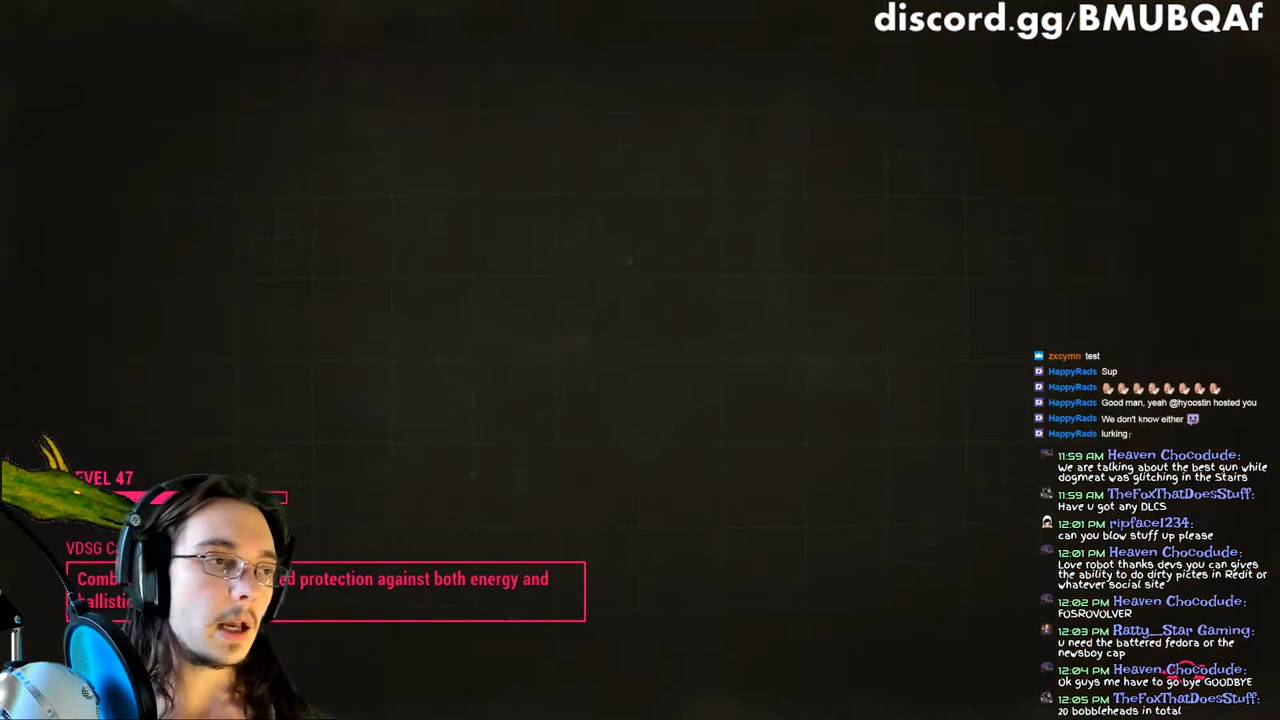 discord.gg/BMUBQAf
zxcymn test
HappyRads Sup
HappyRads
HappyRads Good man, yeah @hyoostin hosted you
HappyRads We don't know either
HappyRads lurking
11:59 AM Heaven Chocodude:
We are talking about the best gun while
dogmeat was glitching in the Stairs
11:59 AM TheFoxThatDoesStuff:
Have u got any DLCS
12:01 PM ripface1234:
can you blow stuff up please
12:01 PM Heaven Chocodude:
Love robot thanks devs you can gives
the ability to do dirty pictes in Redit or
whatever social site
12:02 PM Heaven Chocodude:
FOSROVOLVER
12:03 PM Ratty__Star Gaming:
u need the battered fedora or the
newsboy cap
12:04 PM Heaven Chocodude:
Ok guys me have to go bye GOODBYE
12:05 PM TheFoxThatDoesStuff:
20 bobbleheads in total
EVEL 47
VDSG C
Comb ed protection against both energy and
ballistic